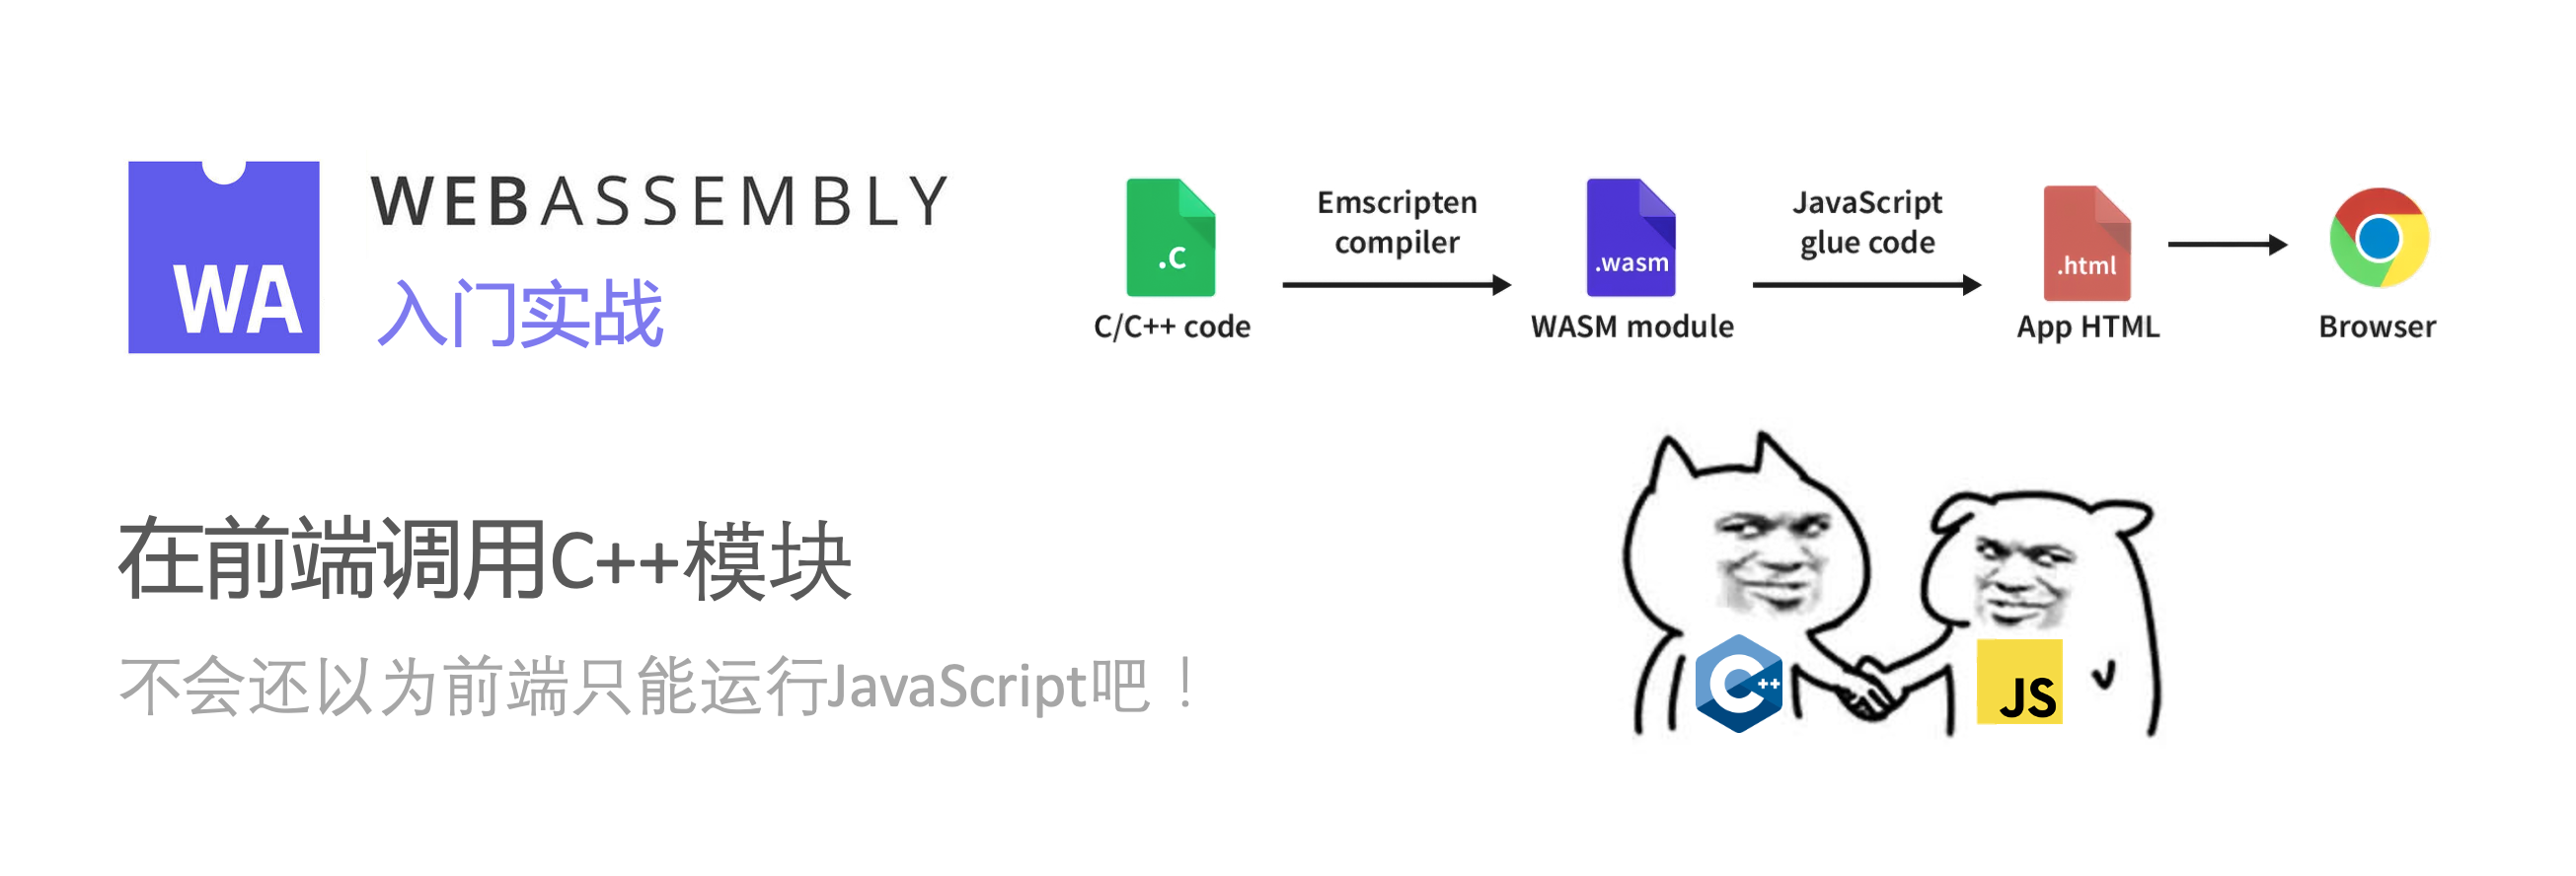 WA
WEBASSEMBLY
入门实战
.c
C/C++ code
Emscripten
compiler
.wasm
WASM module
JavaScript
glue code
.html
App HTML
Browser
在前端调用C++模块
不会还以为前端只能运行JavaScript吧！
C++
JS